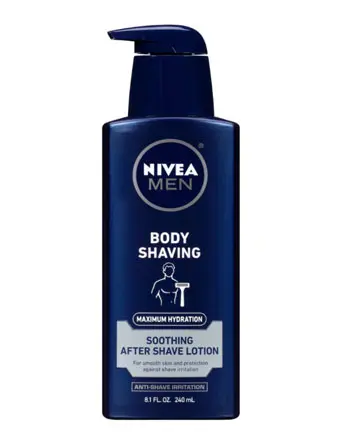 NIVEA
MEN
BODY
SHAVING
MAXIMUM HYDRATION
SOOTHING
AFTER SHAVE LOTION
For smooth skin and protection
against shave irritation
ANTI-SHAVE IRRITATION
8.1 FL. OZ. 240 mL